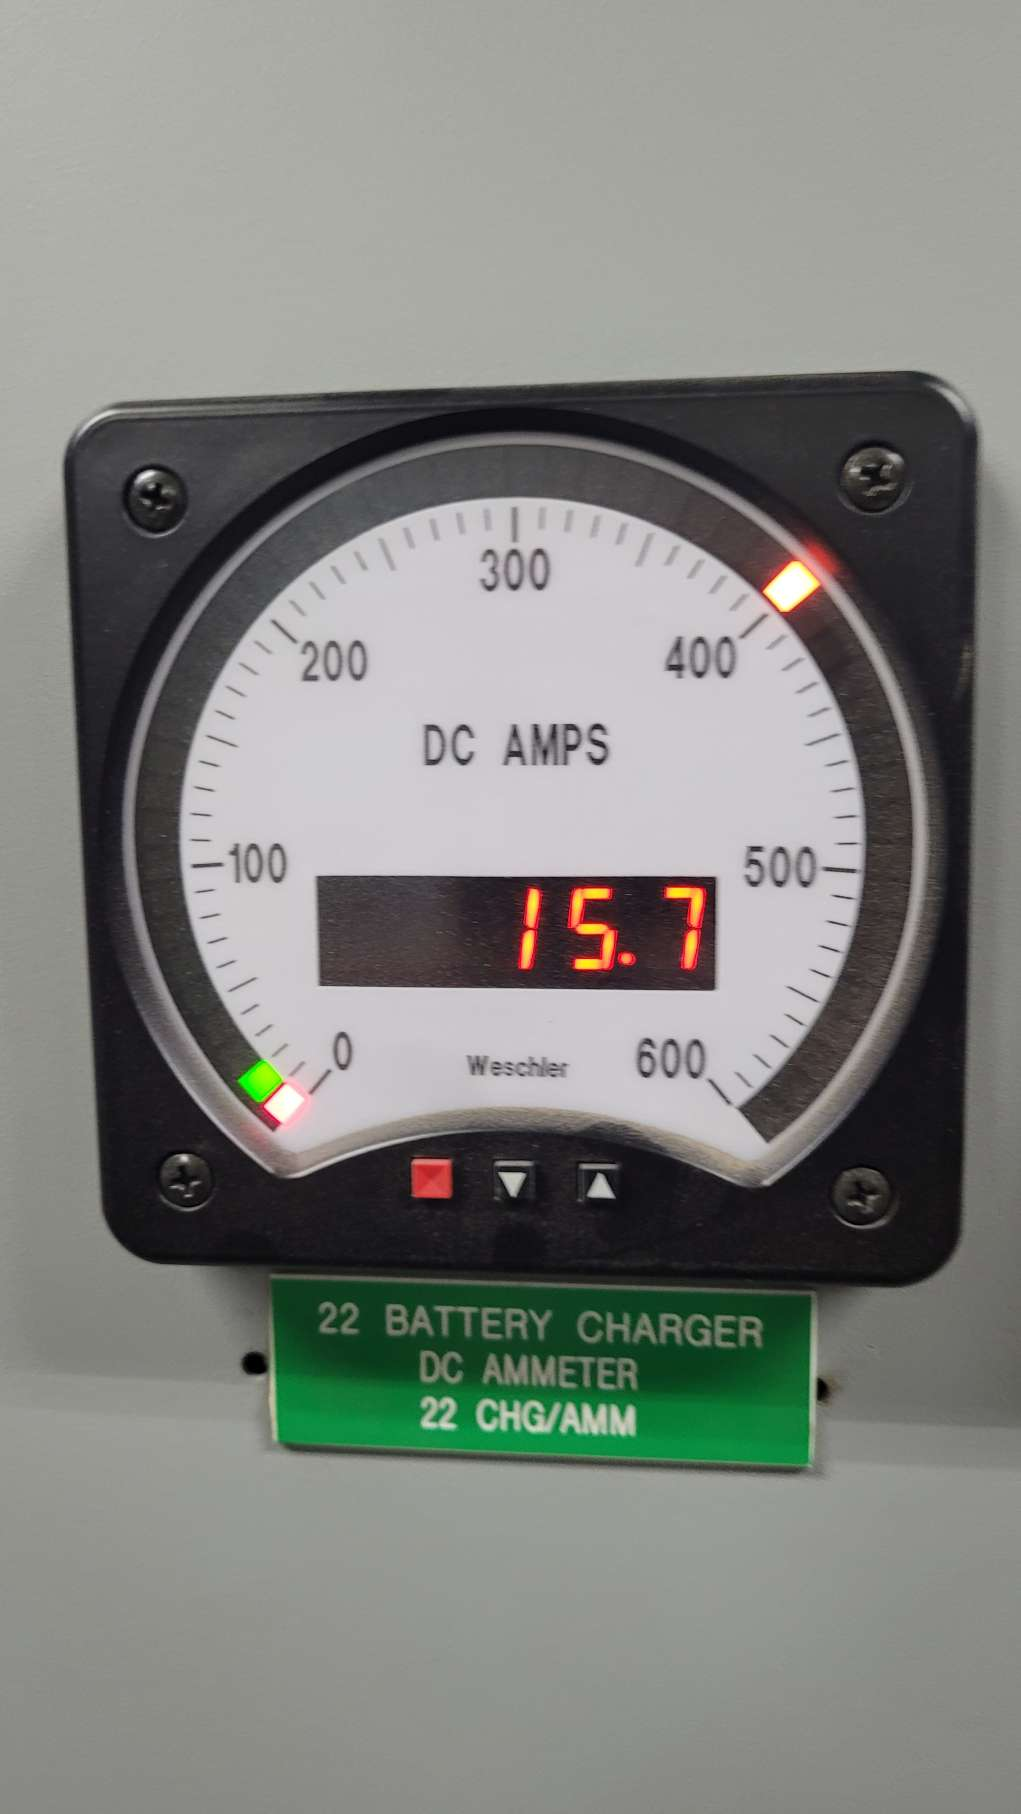 300
200
400
DC AMPS
100
500
15.7
0
Weschler
600
22 BATTERY CHARGER
DC AMMETER
22 CHG/AMM